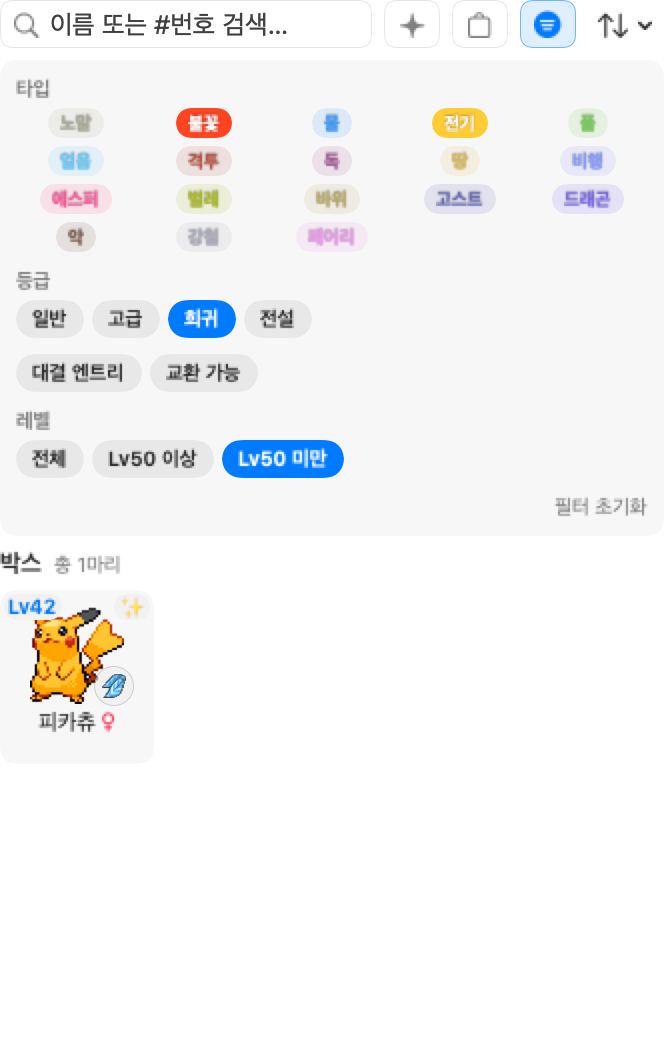 이름 또는 #번호 검색...
타입
노말 불꽃 물 전기 풀
얼음 격투 독 땅 비행
에스퍼 벌레 바위 고스트 드래곤
악 강철 페어리
등급
일반 고급 희귀 전설
대결 엔트리 교환 가능
레벨
전체 Lv50 이상 Lv50 미만
필터 초기화
박스 총 1마리
Lv42
피카츄 ♀